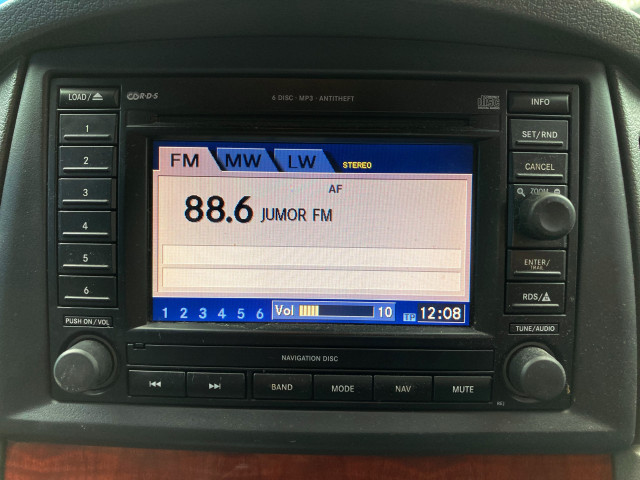 LOAD/
R·D·S
6 DISC · MP3 · ANTITHEFT
INFO
1
2
3
4
5
6
FM MW LW STEREO
AF
88.6 JUMOR FM
1 2 3 4 5 6 Vol 10 TP 12:08
SET/RND
CANCEL
ZOOM
ENTER/
TRAIL
RDS/
PUSH ON/VOL
TUNE/AUDIO
NAVIGATION DISC
BAND MODE NAV MUTE